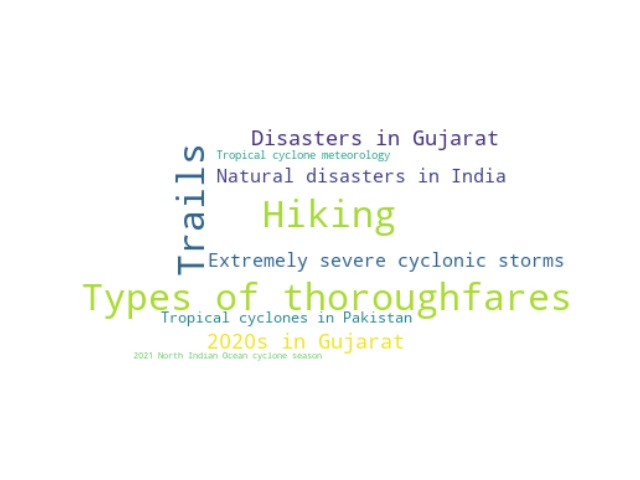 Disasters in Gujarat
Tropical cyclone meteorology
Trails
Natural disasters in India
Hiking
Extremely severe cyclonic storms
Types of thoroughfares
Tropical cyclones in Pakistan
2020s in Gujarat
2021 North Indian Ocean cyclone season